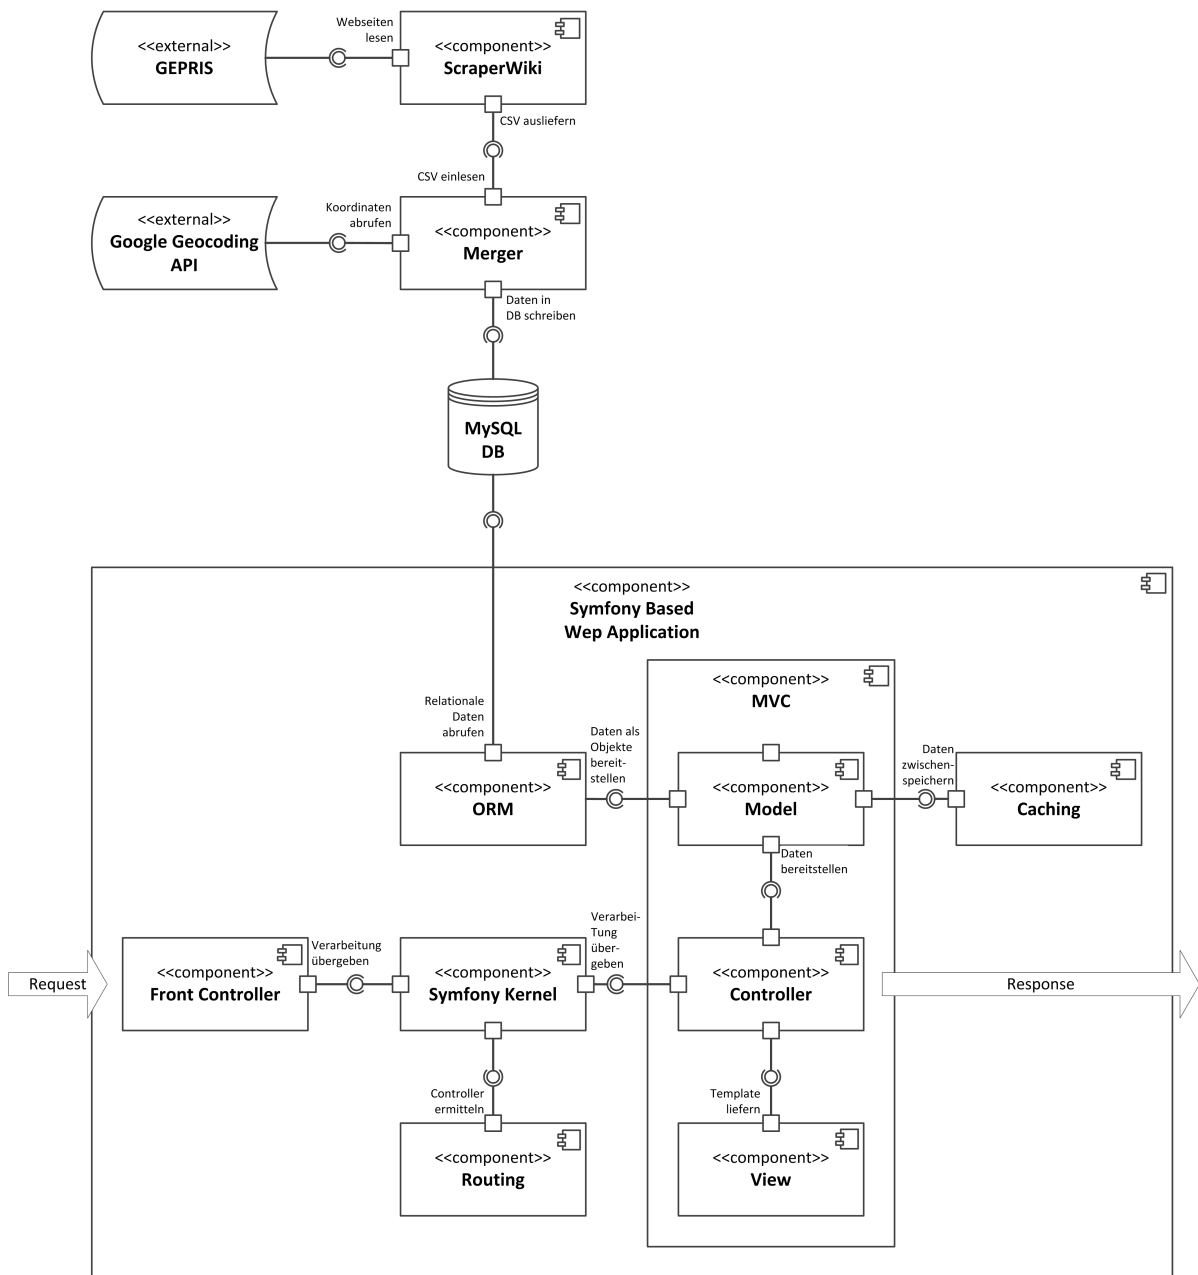 Webseiten
lesen
<<external>>
GEPRIS
<<component>>
ScraperWiki
CSV ausliefern
CSV einlesen
Koordinaten
abrufen
<<external>>
Google Geocoding
API
<<component>>
Merger
Daten in
DB schreiben
MySQL
DB
<<component>>
Symfony Based
Wep Application
<<component>>
MVC
Relationale
Daten
abrufen
Daten als
Objekte
bereit-
stellen
Daten
zwischen-
speichern
<<component>>
ORM
<<component>>
Model
<<component>>
Caching
Daten
bereitstellen
Verarbeitung
übergeben
Verarbei-
Tung
über-
geben
Request
<<component>>
Front Controller
<<component>>
Symfony Kernel
<<component>>
Controller
Response
Controller
ermitteln
Template
liefern
<<component>>
Routing
<<component>>
View